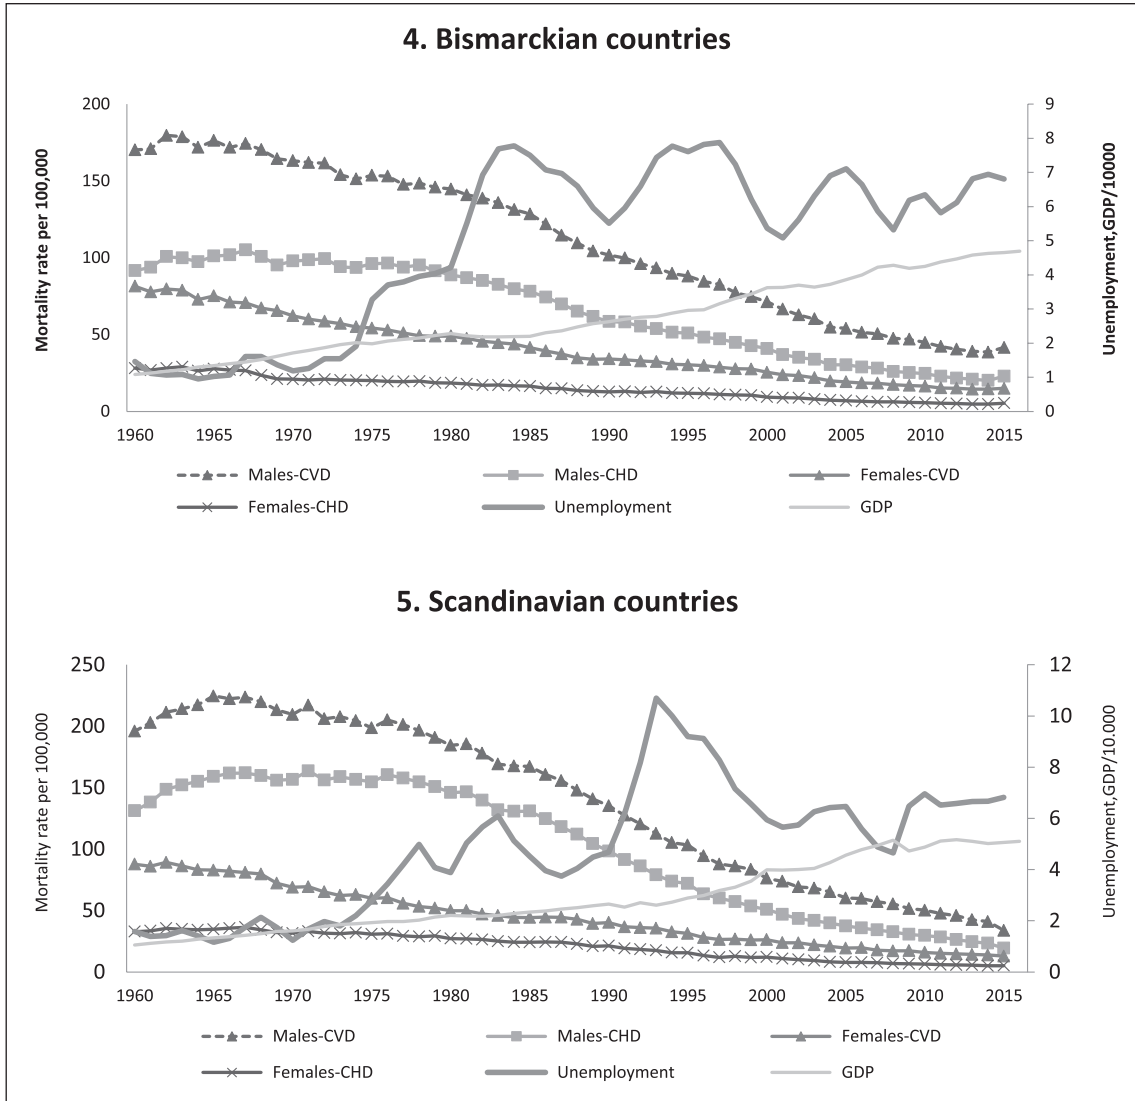 4. Bismarckian countries
Mortality rate per 100,000
200
150
100
50
0
9
8
7
6
5
4
3
2
1
0
Unemployment,GDP/10000
1960 1965 1970 1975 1980 1985 1990 1995 2000 2005 2010 2015
Males-CVD Males-CHD Females-CVD
Females-CHD Unemployment GDP
5. Scandinavian countries
Mortality rate per 100,000
250
200
150
100
50
0
12
10
8
6
4
2
0
Unemployment,GDP/10.000
1960 1965 1970 1975 1980 1985 1990 1995 2000 2005 2010 2015
Males-CVD Males-CHD Females-CVD
Females-CHD Unemployment GDP